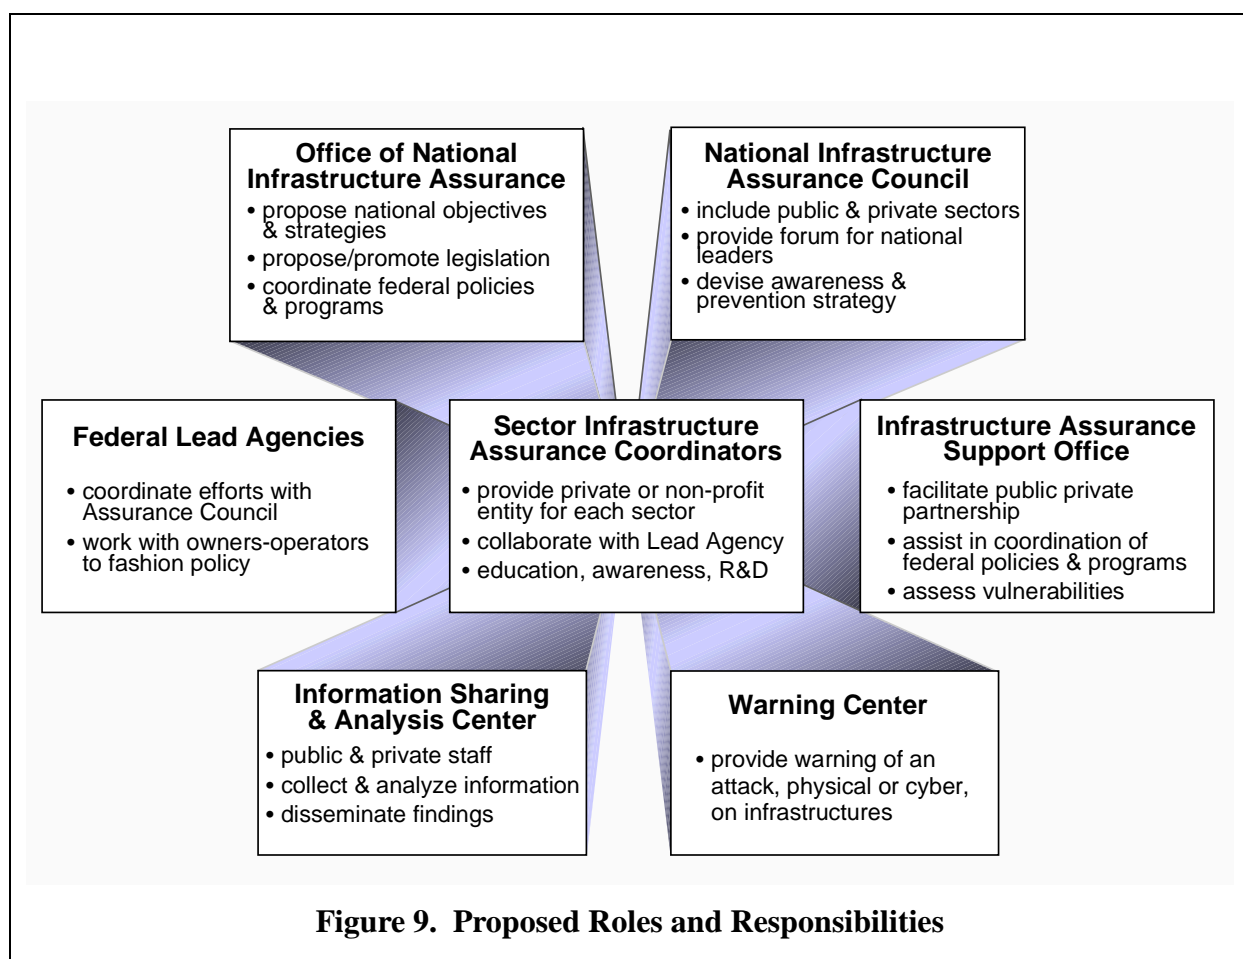 Office of National
Infrastructure Assurance
• propose national objectives
& strategies
• propose/promote legislation
• coordinate federal policies
& programs
National Infrastructure
Assurance Council
• include public & private sectors
• provide forum for national
leaders
• devise awareness &
prevention strategy
Federal Lead Agencies
• coordinate efforts with
Assurance Council
• work with owners-operators
to fashion policy
Sector Infrastructure
Assurance Coordinators
• provide private or non-profit
entity for each sector
• collaborate with Lead Agency
• education, awareness, R&D
Infrastructure Assurance
Support Office
• facilitate public private
partnership
• assist in coordination of
federal policies & programs
• assess vulnerabilities
Information Sharing
& Analysis Center
• public & private staff
• collect & analyze information
• disseminate findings
Warning Center
• provide warning of an
attack, physical or cyber,
on infrastructures
Figure 9. Proposed Roles and Responsibilities